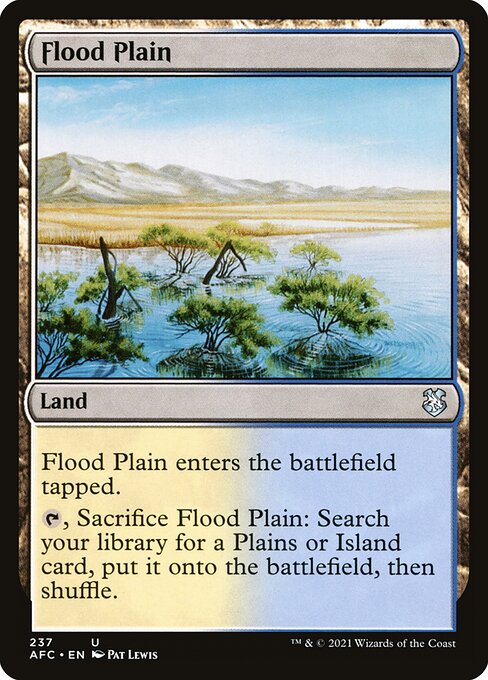 Flood Plain
Land
Flood Plain enters the battlefield
tapped.
, Sacrifice Flood Plain: Search
your library for a Plains or Island
card, put it onto the battlefield, then
shuffle.
237 U
™ & © 2021 Wizards of the Coast
AFC • EN Pat Lewis